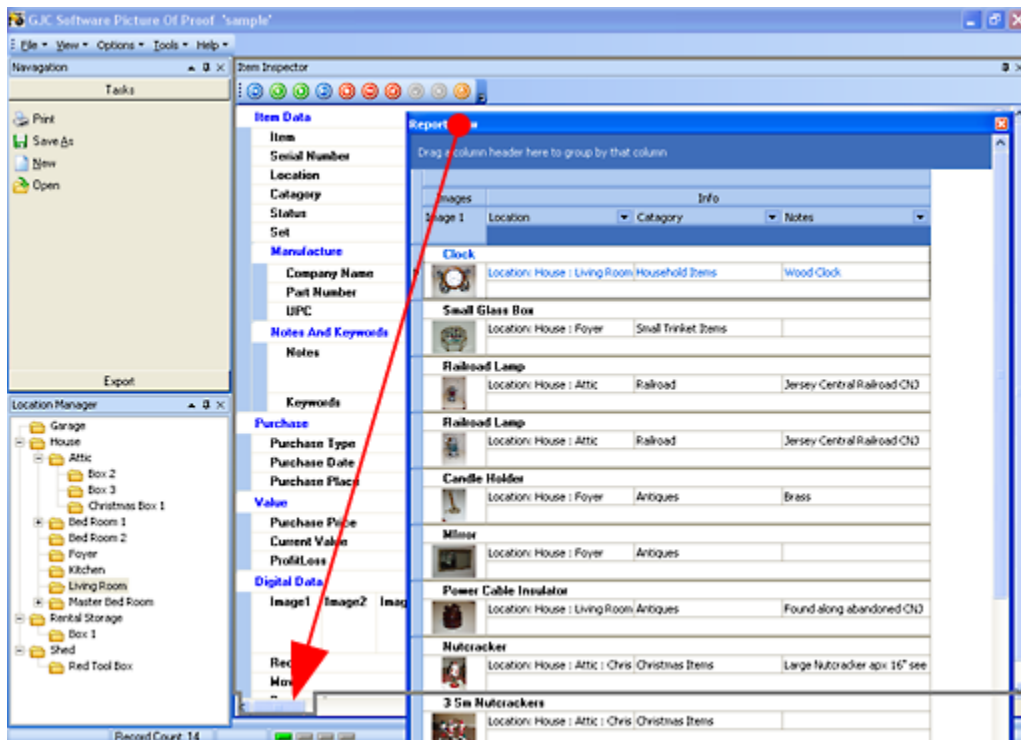 GJC Software Picture Of Proof 'sample'
File View Options Tools Help
Navagation
Tasks
Print
Save As
New
Open
Export
Location Manager
Garage
House
Attic
Box 2
Box 3
Christmas Box 1
Bed Room 1
Bed Room 2
Foyer
Kitchen
Living Room
Master Bed Room
Rental Storage
Box 1
Shed
Red Tool Box
Record Count: 14
Item Inspector
Item Data
Item
Serial Number
Location
Catagory
Status
Set
Manufacture
Company Name
Part Number
UPC
Notes And Keywords
Notes
Keywords
Purchase
Purchase Type
Purchase Date
Purchase Place
Value
Purchase Price
Current Value
ProfitLoss
Digital Data
Image1 Image2 Imag
Rec
Report
Drag a column header here to group by that column
Images Info
Image 1 Location Catagory Notes
Clock
Location: House : Living Room Household Items Wood Clock
Small Glass Box
Location: House : Foyer Small Trinket Items
Railroad Lamp
Location: House : Attic Railroad Jersey Central Railroad CNJ
Railroad Lamp
Location: House : Attic Railroad Jersey Central Railroad CNJ
Candle Holder
Location: House : Foyer Antiques Brass
Mirror
Location: House : Foyer Antiques
Power Cable Insulator
Location: House : Living Room Antiques Found along abandoned CNJ
Nutcracker
Location: House : Attic : Chris Christmas Items Large Nutcracker apx 16" see
3 Sm Nutcrackers
Location: House : Attic : Chris Christmas Items